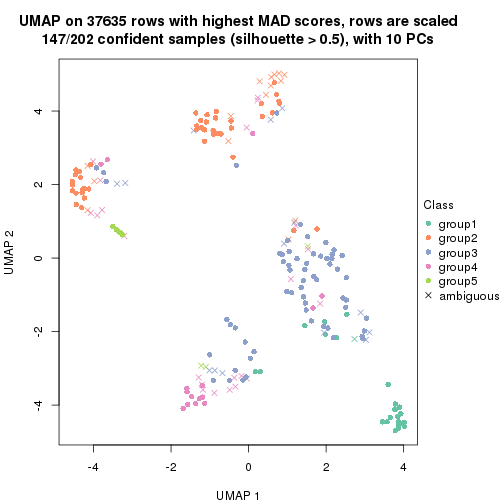 UMAP on 37635 rows with highest MAD scores, rows are scaled
147/202 confident samples (silhouette > 0.5), with 10 PCs
4
2
0
-2
-4
UMAP 2
-4
-2
0
2
4
UMAP 1
Class
group1
group2
group3
group4
group5
ambiguous